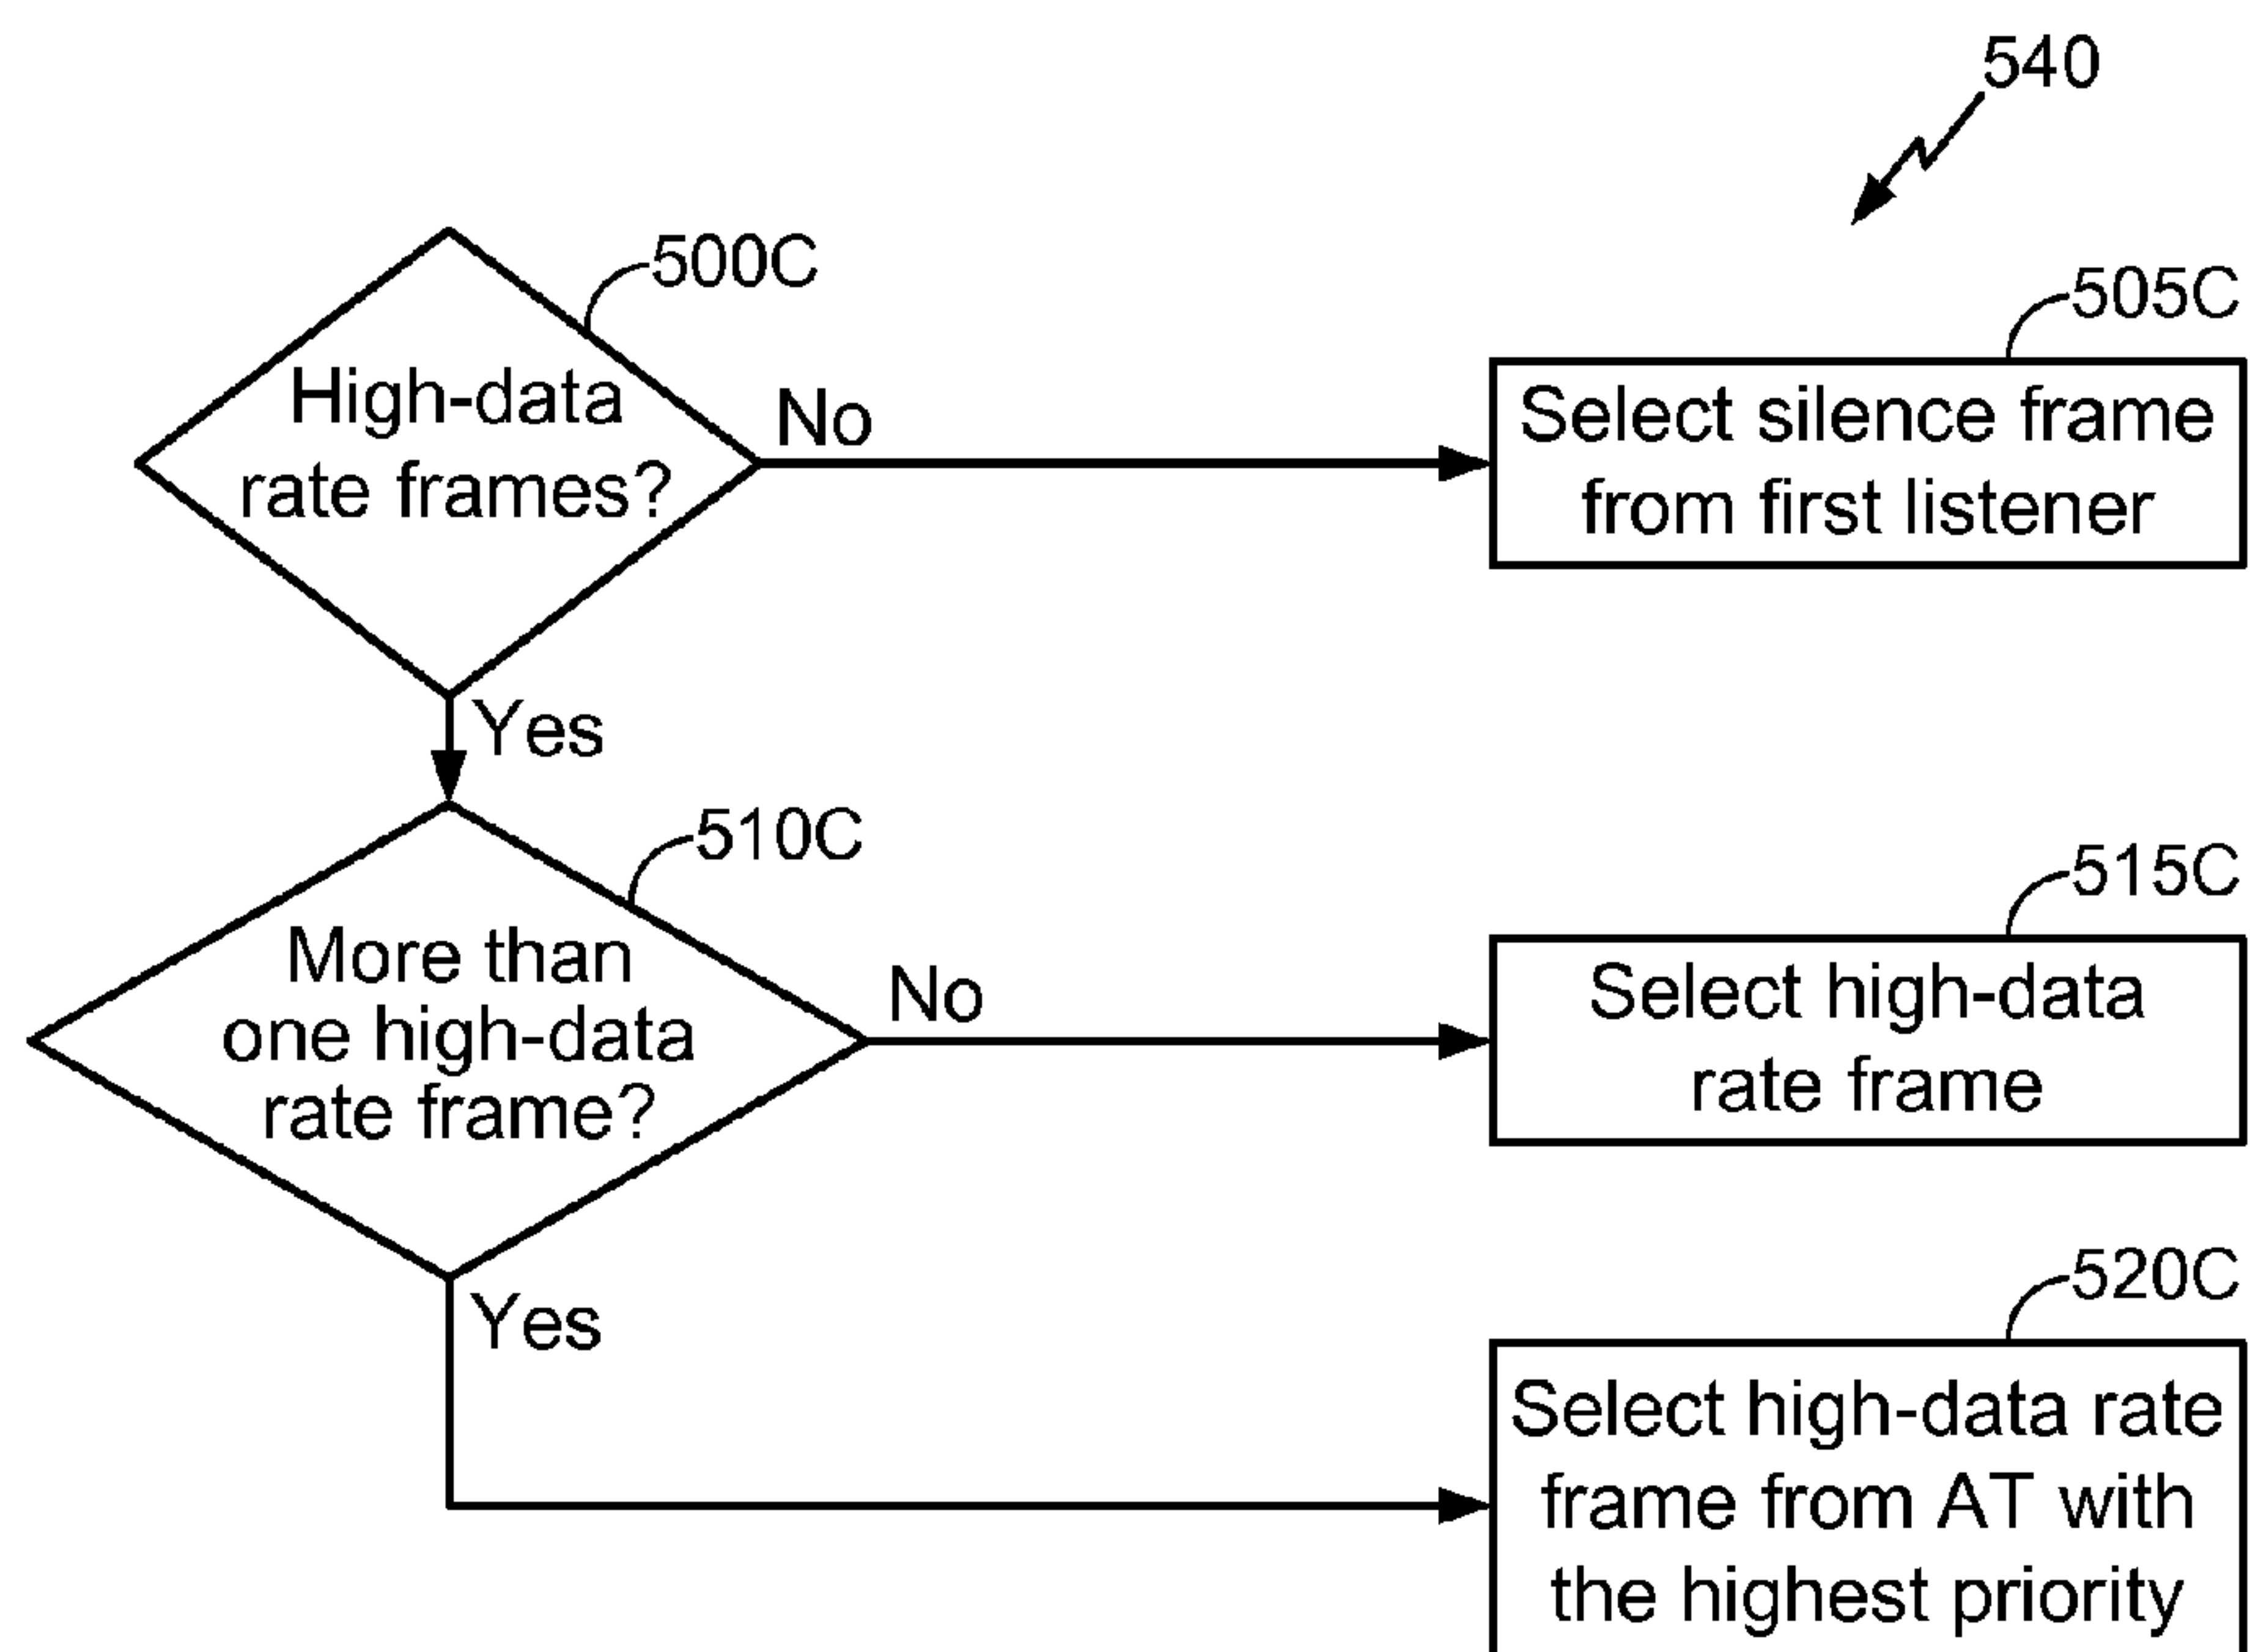 540
500C
High-data
rate frames?
No
505C
Select silence frame
from first listener
Yes
510C
More than
one high-data
rate frame?
No
515C
Select high-data
rate frame
Yes
520C
Select high-data rate
frame from AT with
the highest priority